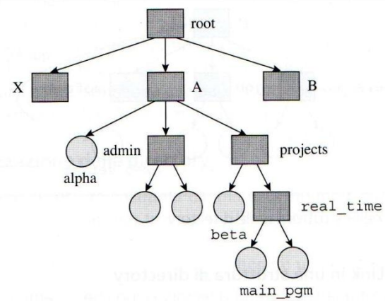 root
X
A
B
alpha
admin
projects
real_time
beta
main_pgm